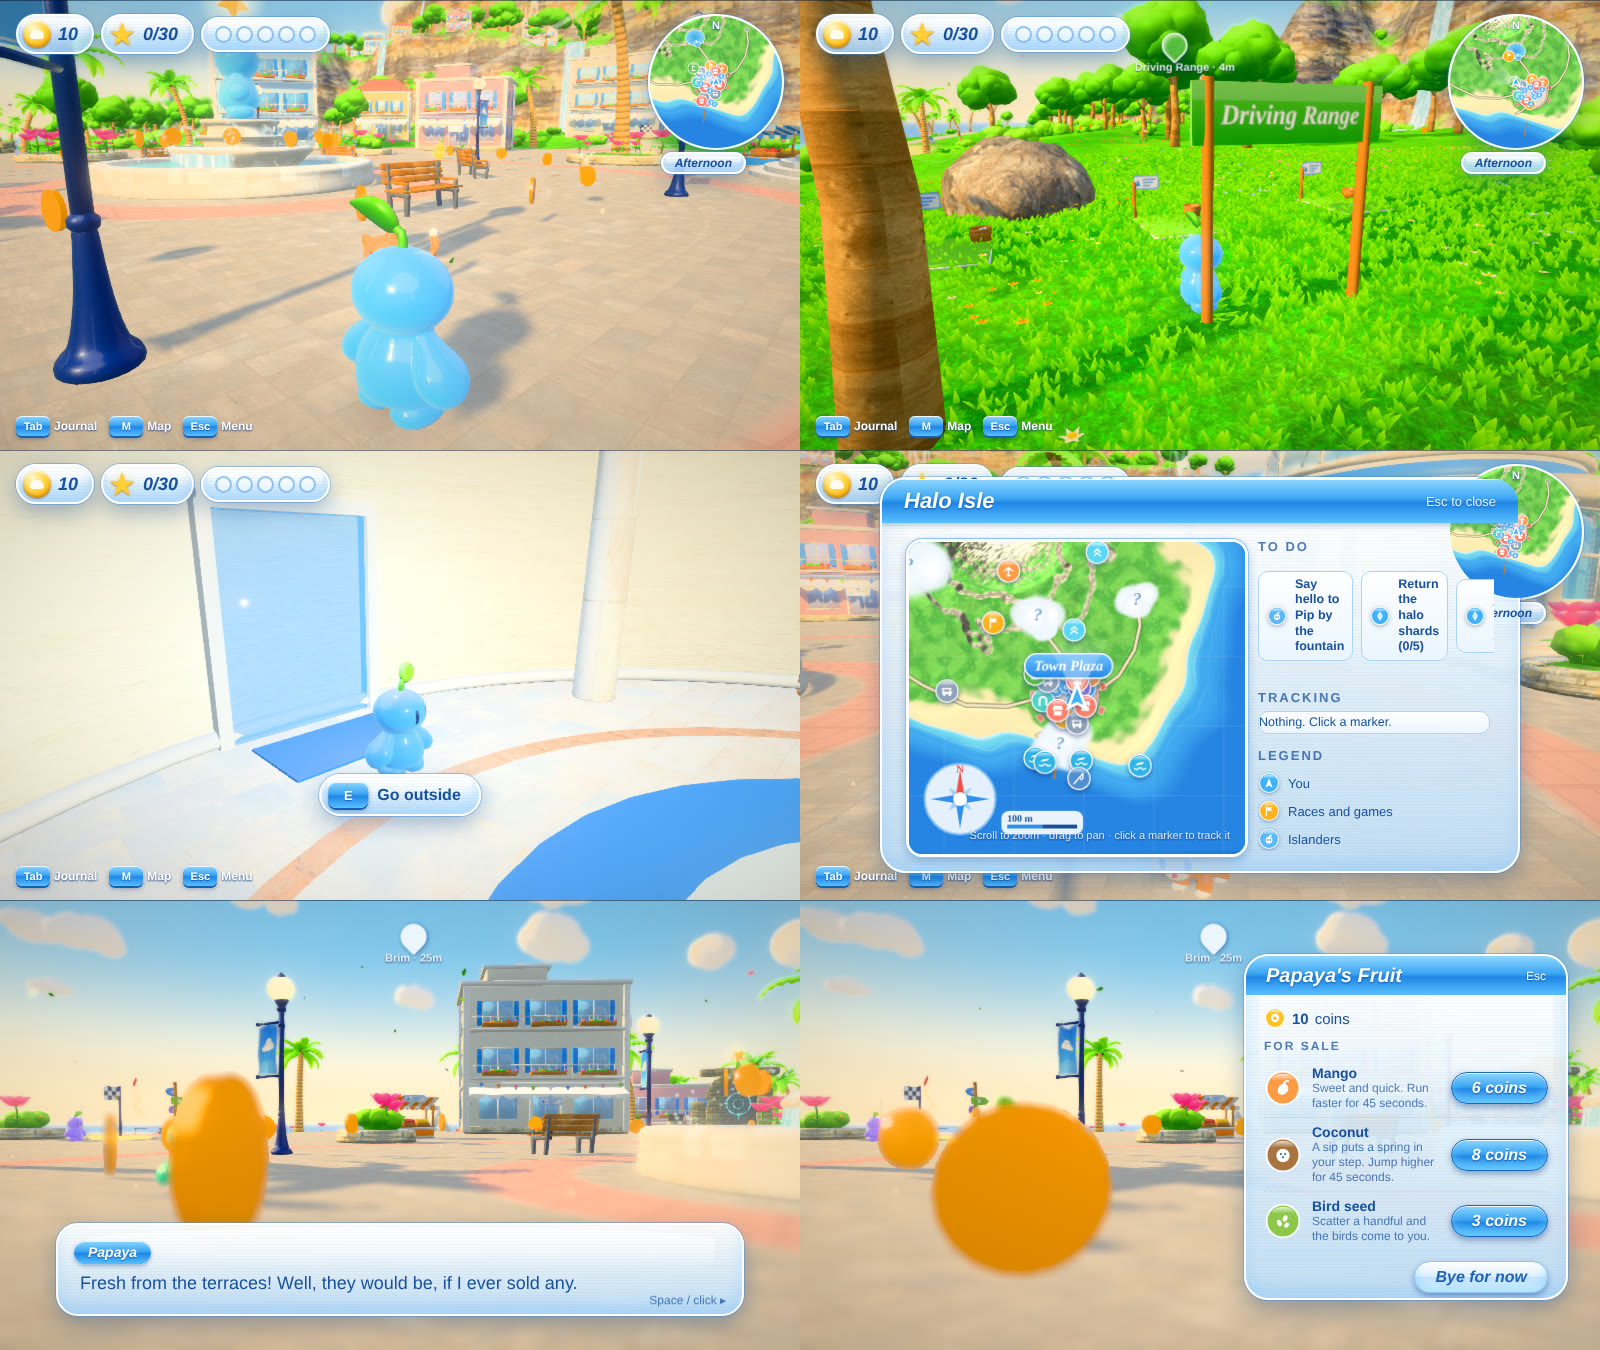 10
0/30
N
Afternoon
Tab Journal M Map Esc Menu
10
0/30
Driving Range · 4m
N
Afternoon
Driving Range
Tab Journal M Map Esc Menu
10
0/30
E Go outside
Tab Journal M Map Esc Menu
10
Halo Isle
Esc to close
N
TO DO
Say
hello to
Pip by
the
fountain
Return
the
halo
shards
(0/5)
ernoon
?
?
?
?
Town Plaza
TRACKING
Nothing. Click a marker.
LEGEND
You
Races and games
Islanders
N
100 m
Scroll to zoom · drag to pan · click a marker to track it
Tab Journal M Map Esc Menu
Brim · 25m
Papaya
Fresh from the terraces! Well, they would be, if I ever sold any.
Space / click ▸
Brim · 25m
Papaya's Fruit
Esc
10 coins
FOR SALE
Mango
Sweet and quick. Run
faster for 45 seconds.
6 coins
Coconut
A sip puts a spring in
your step. Jump higher
for 45 seconds.
8 coins
Bird seed
Scatter a handful and
the birds come to you.
3 coins
Bye for now